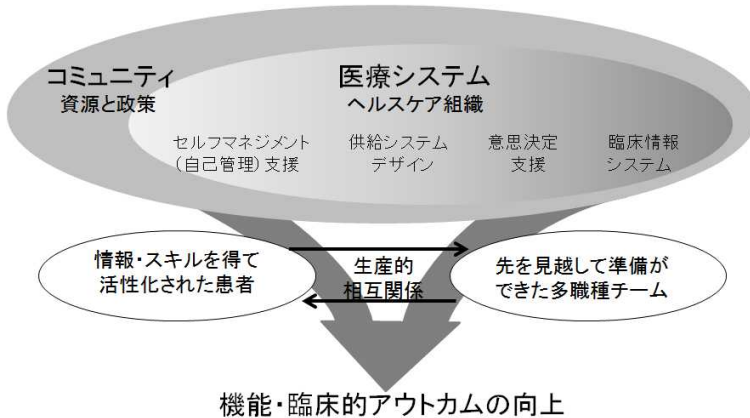 コミュニティ
資源と政策
医療システム
ヘルスケア組織
セルフマネジメント
(自己管理)支援
供給システム
デザイン
意思決定
支援
臨床情報
システム
情報・スキルを得て
活性化された患者
生産的
相互関係
先を見越して準備が
できた多職種チーム
機能・臨床的アウトカムの向上